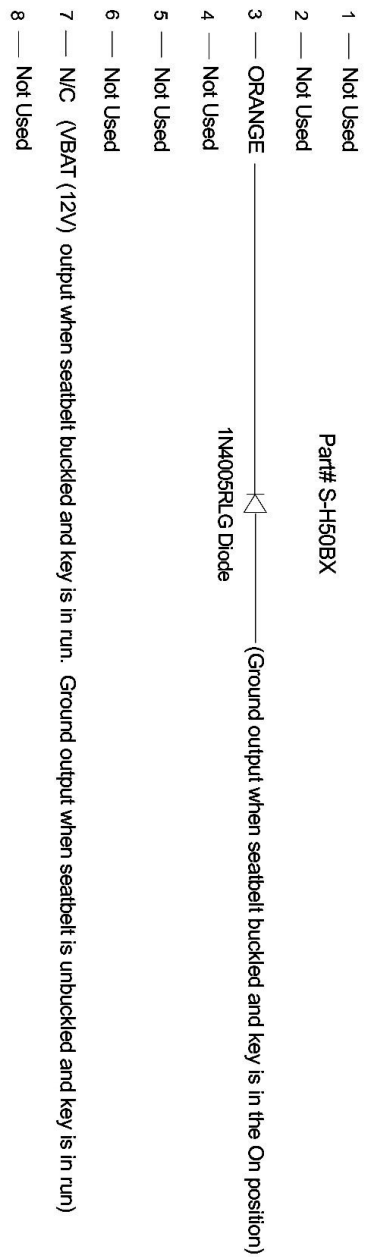 Part# S-H50BX
1 — Not Used
2 — Not Used
3 — ORANGE (Ground output when seatbelt buckled and key is in the On position)
1N4005RLG Diode
4 — Not Used
5 — Not Used
6 — Not Used
7 — N/C (VBAT (12V) output when seatbelt buckled and key is in run. Ground output when seatbelt is unbuckled and key is in run)
8 — Not Used